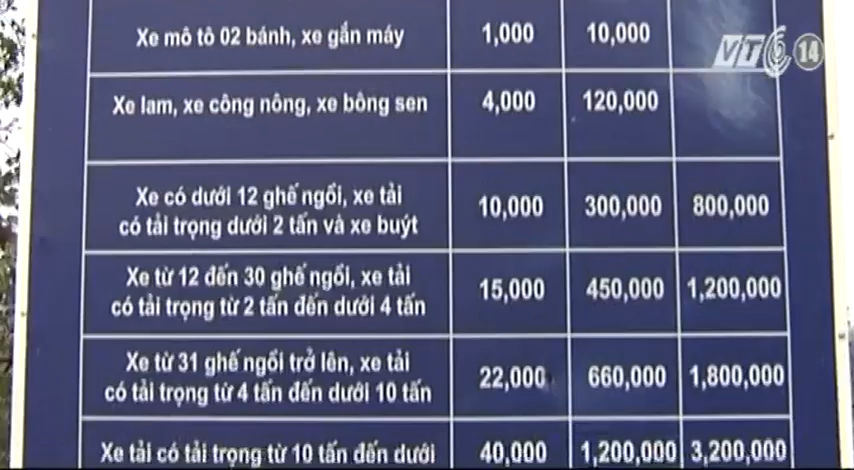 VTC 14
Xe mô tô 02 bánh, xe gắn máy 1,000 10,000
Xe lam, xe công nông, xe bông sen 4,000 120,000
Xe có dưới 12 ghế ngồi, xe tải
có tải trọng dưới 2 tấn và xe buýt 10,000 300,000 800,000
Xe từ 12 đến 30 ghế ngồi, xe tải
có tải trọng từ 2 tấn đến dưới 4 tấn 15,000 450,000 1,200,000
Xe từ 31 ghế ngồi trở lên, xe tải
có tải trọng từ 4 tấn đến dưới 10 tấn 22,000 660,000 1,800,000
Xe tải có tải trọng từ 10 tấn đến dưới 40,000 1,200,000 3,200,000